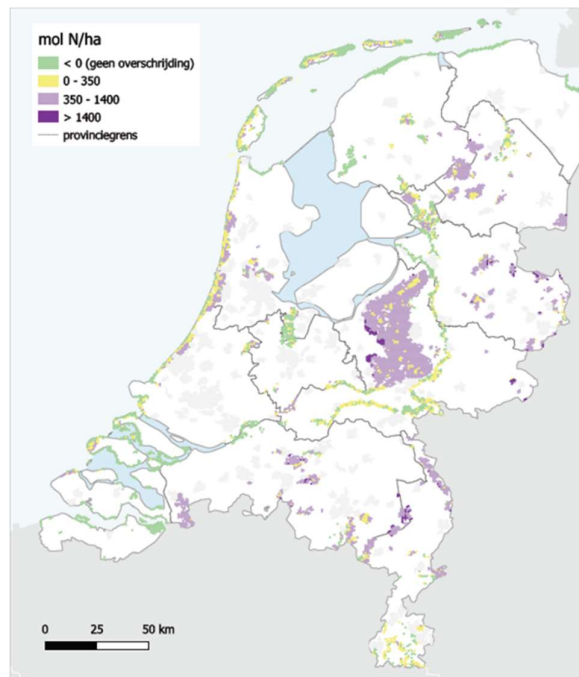 mol N/ha
< 0 (geen overschrijding)
0 - 350
350 - 1400
> 1400
provinciegrens
0 25 50 km